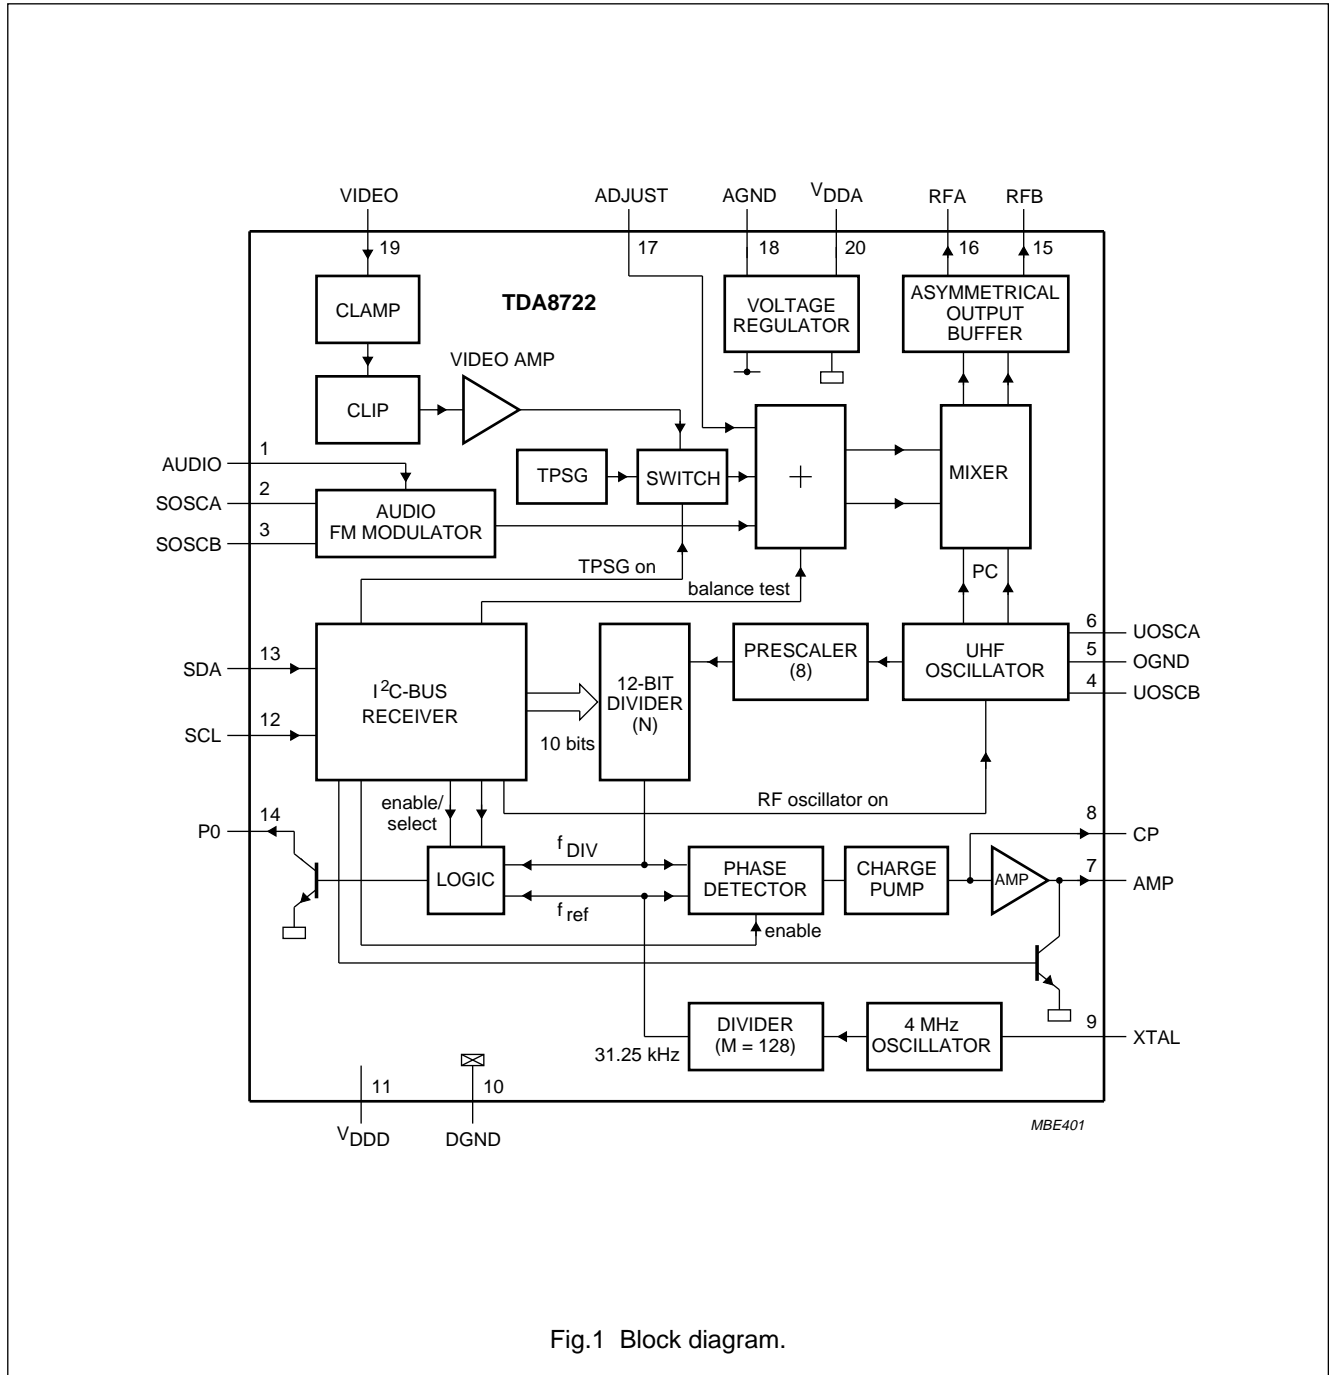 VIDEO
ADJUST
AGND
VDDA
RFA
RFB
19
17
18
20
16
15
CLAMP
TDA8722
VOLTAGE
REGULATOR
ASYMMETRICAL
OUTPUT
BUFFER
VIDEO AMP
CLIP
1
AUDIO
2
SOSCA
3
SOSCB
AUDIO
FM MODULATOR
TPSG
SWITCH
+
MIXER
TPSG on
balance test
PC
13
SDA
12
SCL
I2C-BUS
RECEIVER
10 bits
12-BIT
DIVIDER
(N)
PRESCALER
(8)
UHF
OSCILLATOR
6
UOSCA
5
OGND
4
UOSCB
enable/
select
RF oscillator on
14
P0
LOGIC
f DIV
f ref
PHASE
DETECTOR
enable
CHARGE
PUMP
AMP
8
CP
7
AMP
31.25 kHz
DIVIDER
(M = 128)
4 MHz
OSCILLATOR
9
XTAL
11
10
VDDD
DGND
MBE401
Fig.1 Block diagram.